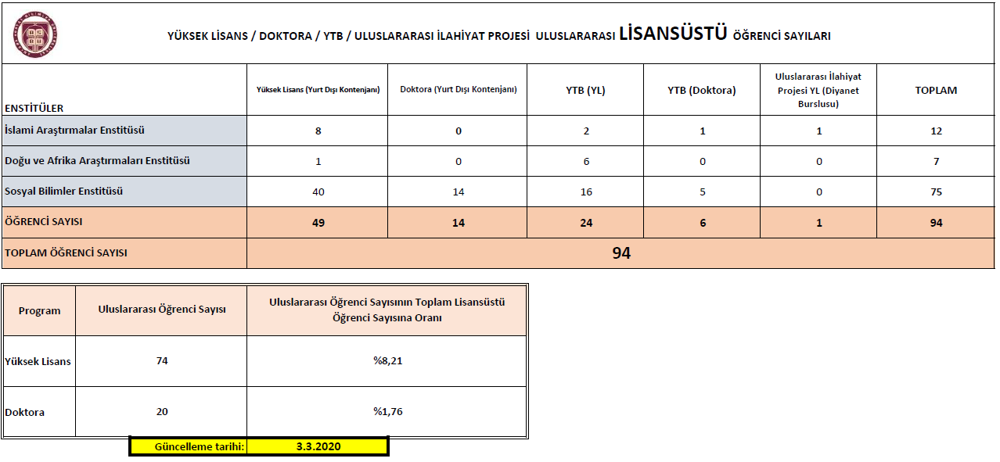 YÜKSEK LİSANS / DOKTORA / YTB / ULUSLARARASI İLAHİYAT PROJESİ ULUSLARARASI LİSANSÜSTÜ ÖĞRENCİ SAYILARI
ENSTİTÜLER
Yüksek Lisans (Yurt Dışı Kontenjanı)
Doktora (Yurt Dışı Kontenjanı)
YTB (YL)
YTB (Doktora)
Uluslararası İlahiyat
Projesi YL (Diyanet
Burslusu)
TOPLAM
İslami Araştırmalar Enstitüsü 8 0 2 1 1 12
Doğu ve Afrika Araştırmaları Enstitüsü 1 0 6 0 0 7
Sosyal Bilimler Enstitüsü 40 14 16 5 0 75
ÖĞRENCİ SAYISI 49 14 24 6 1 94
TOPLAM ÖĞRENCİ SAYISI 94
Program
Uluslararası Öğrenci Sayısı
Uluslararası Öğrenci Sayısının Toplam Lisansüstü
Öğrenci Sayısına Oranı
Yüksek Lisans 74 %8,21
Doktora 20 %1,76
Güncelleme tarihi: 3.3.2020